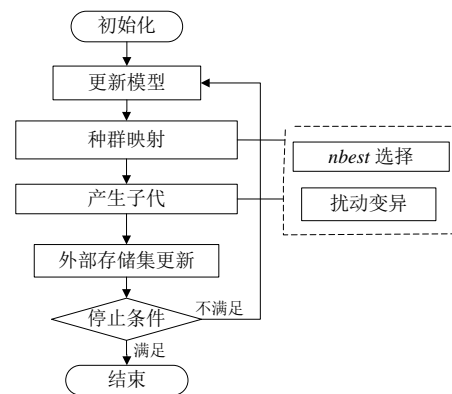 初始化
更新模型
种群映射
nbest 选择
产生子代
扰动变异
外部存储集更新
停止条件
不满足
满足
结束